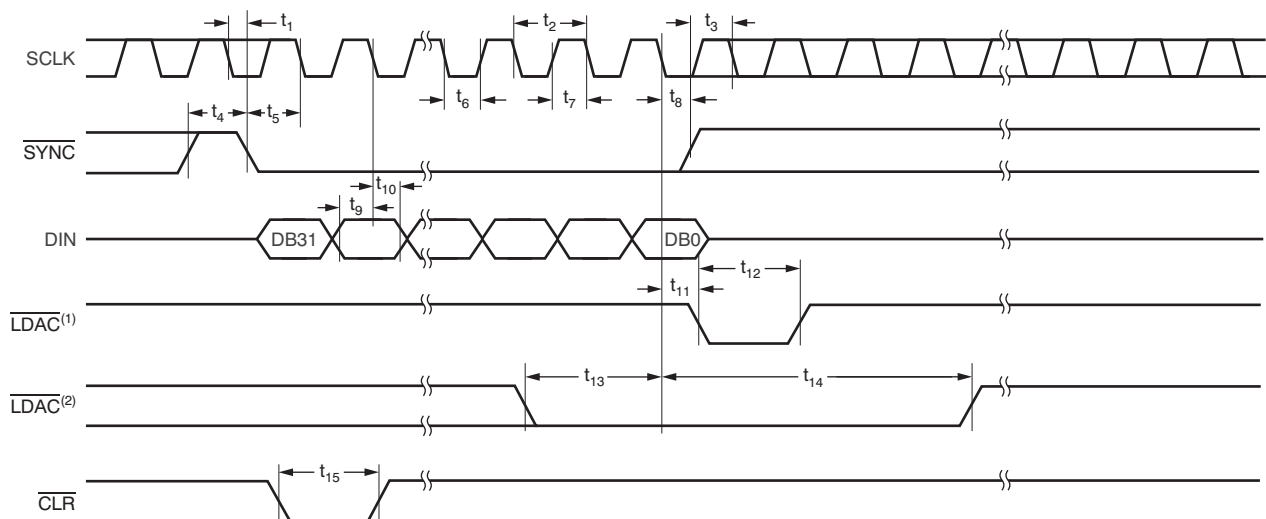 t1
t2
t3
SCLK
t4
t5
t6
t7
t8
SYNC
t10
t9
DIN
DB31
DB0
t12
t11
LDAC(1)
t13
t14
LDAC(2)
t15
CLR